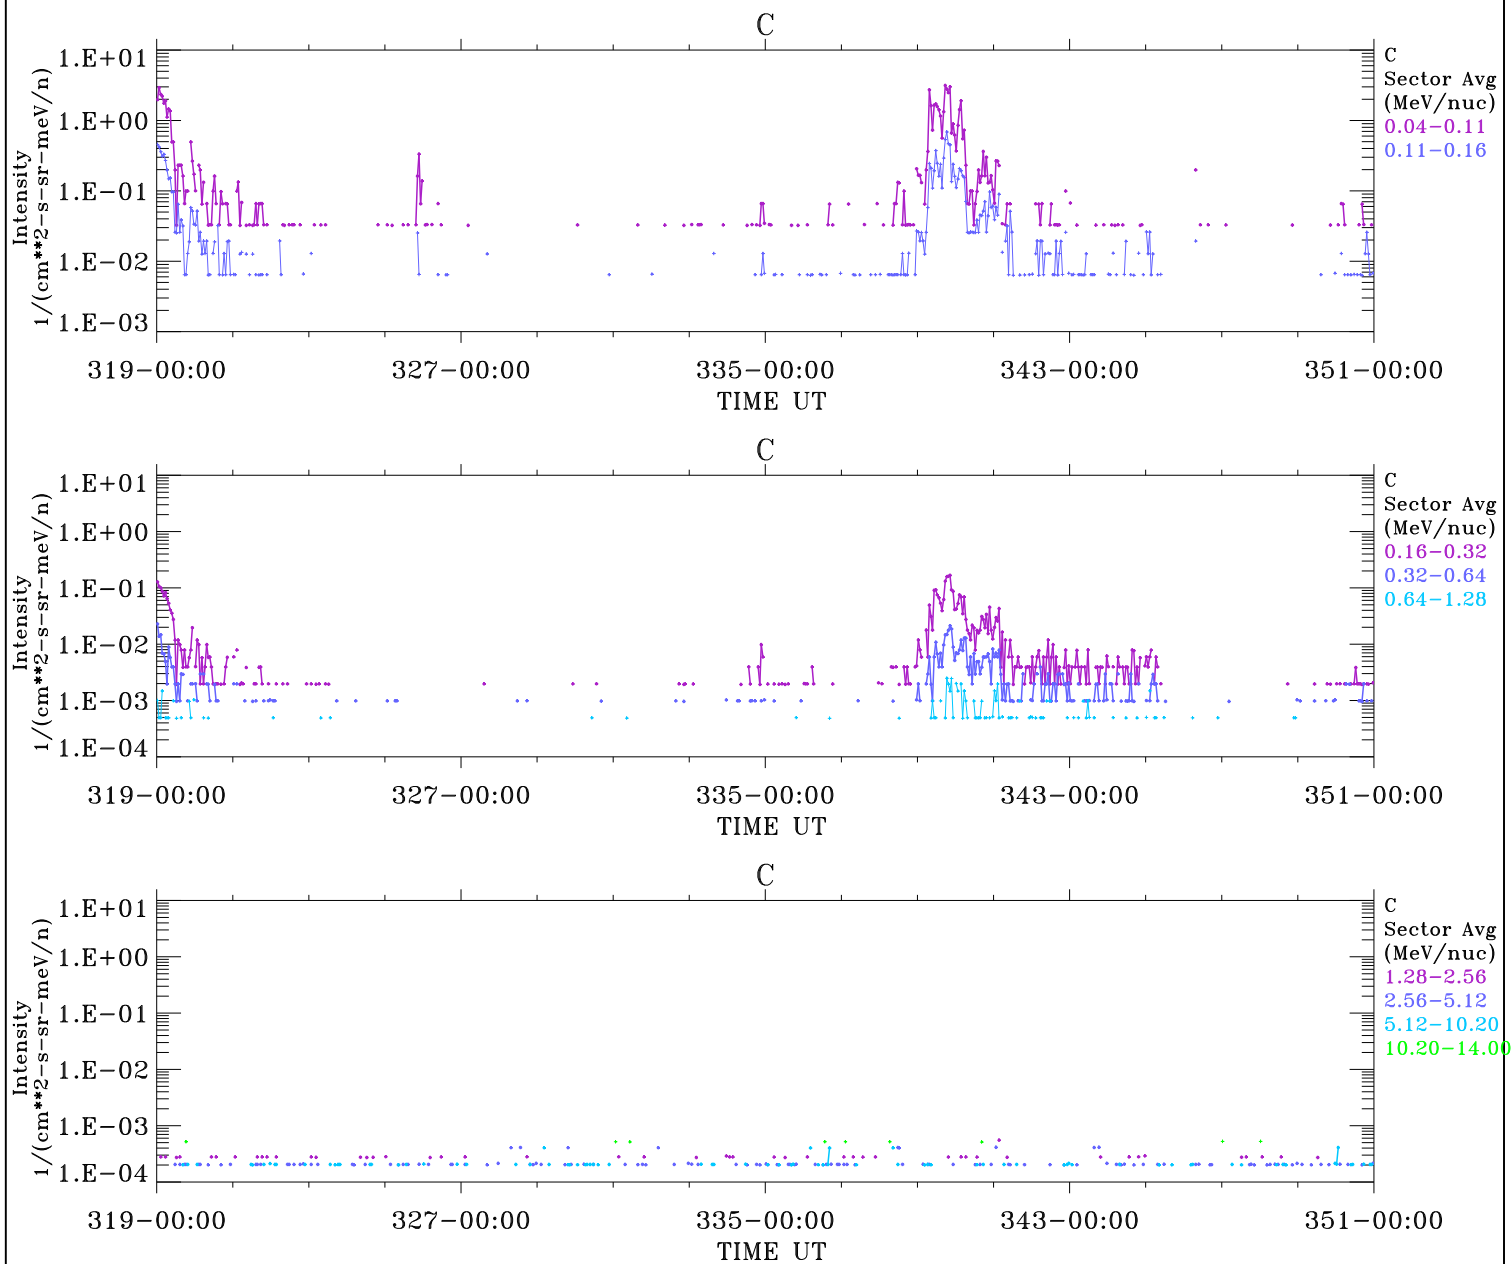 C
1.E+01
1.E+00
1.E-01
1.E-02
1.E-03
Intensity
1/(cm**2-s-sr-meV/n)
319-00:00 327-00:00 335-00:00 343-00:00 351-00:00
TIME UT
C
Sector Avg
(MeV/nuc)
0.04-0.11
0.11-0.16
C
1.E+01
1.E+00
1.E-01
1.E-02
1.E-03
1.E-04
Intensity
1/(cm**2-s-sr-meV/n)
319-00:00 327-00:00 335-00:00 343-00:00 351-00:00
TIME UT
C
Sector Avg
(MeV/nuc)
0.16-0.32
0.32-0.64
0.64-1.28
C
1.E+01
1.E+00
1.E-01
1.E-02
1.E-03
1.E-04
Intensity
1/(cm**2-s-sr-meV/n)
319-00:00 327-00:00 335-00:00 343-00:00 351-00:00
TIME UT
C
Sector Avg
(MeV/nuc)
1.28-2.56
2.56-5.12
5.12-10.20
10.20-14.00